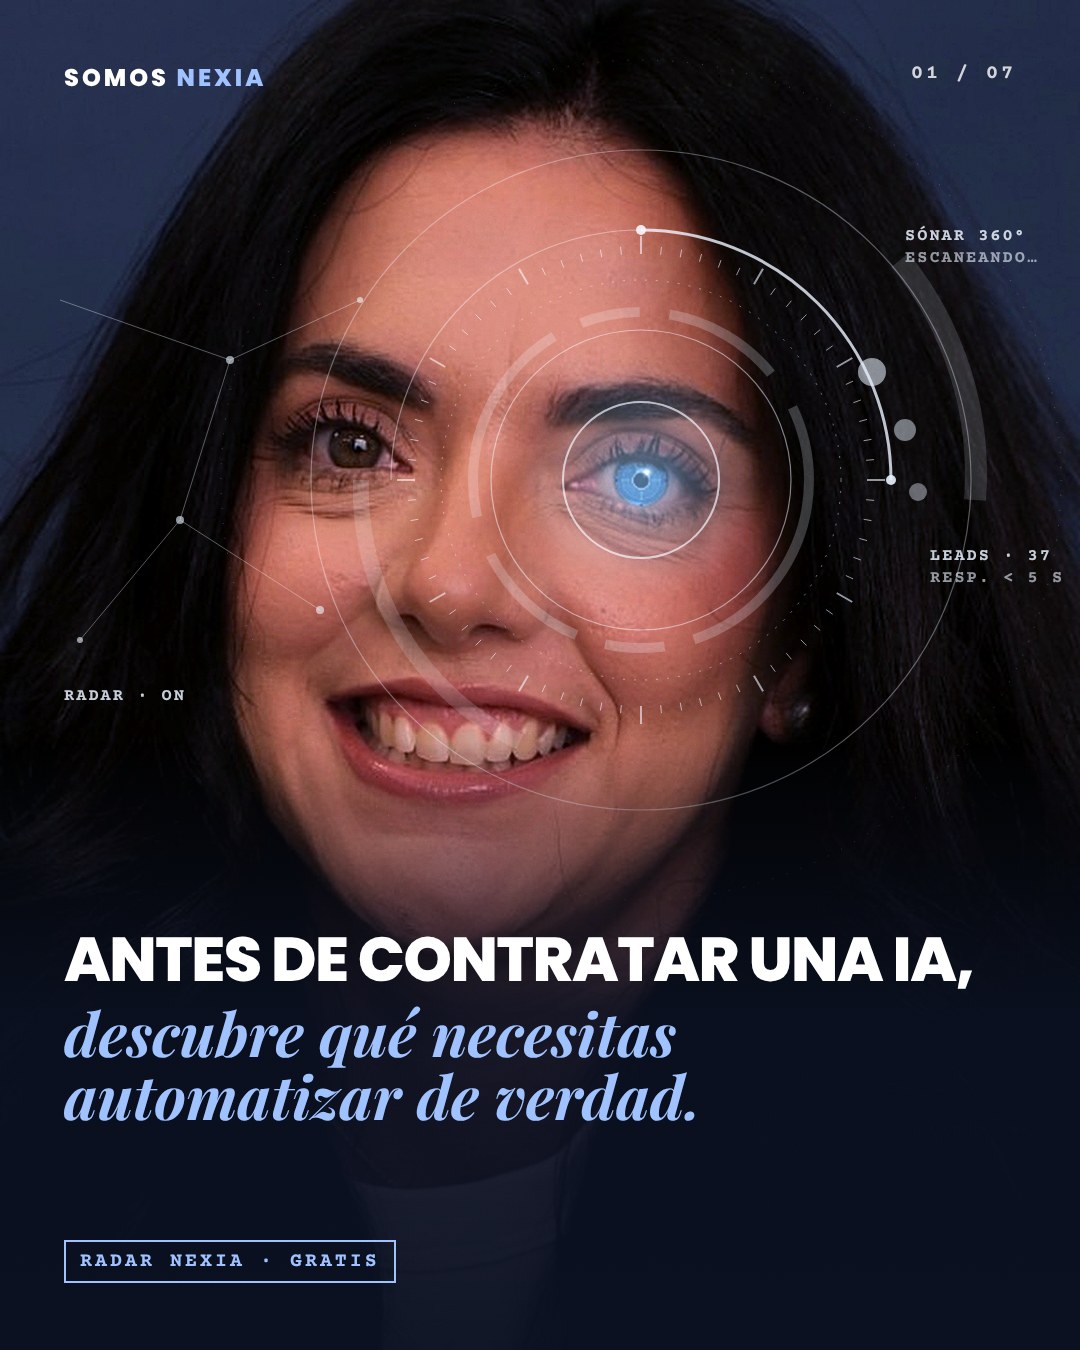 SOMOS NEXIA
01 / 07
SÓNAR 360°
ESCANEANDO…
LEADS · 37
RESP. < 5 S
RADAR · ON
ANTES DE CONTRATAR UNA IA,
descubre qué necesitas
automatizar de verdad.
RADAR NEXIA · GRATIS